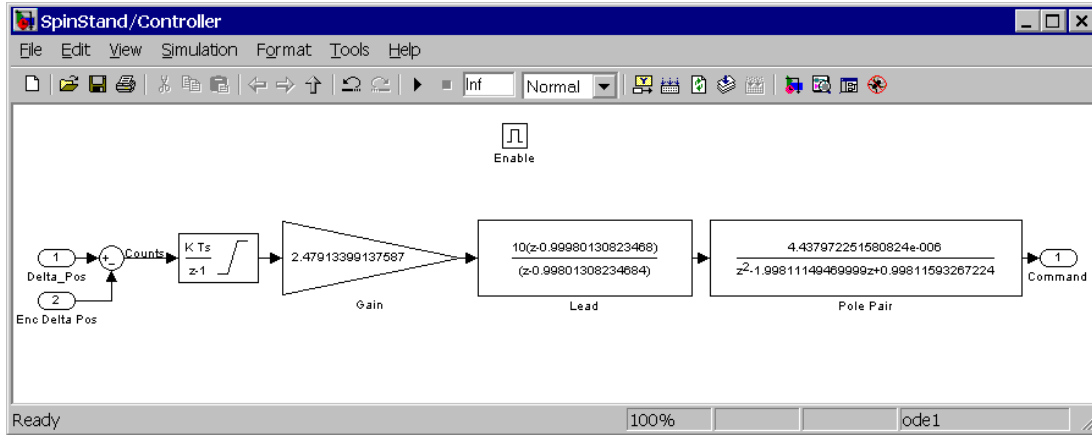 SpinStand/Controller
File Edit View Simulation Format Tools Help
Inf Normal
Enable
1
Delta_Pos
2
Enc Delta Pos
+
-
Counts
K Ts
z-1
2.47913399137587
Gain
10(z-0.99980130823468)
(z-0.99801308234684)
Lead
4.437972251580824e-006
z2-1.99811149469999z+0.99811593267224
Pole Pair
1
Command
Ready 100% ode1